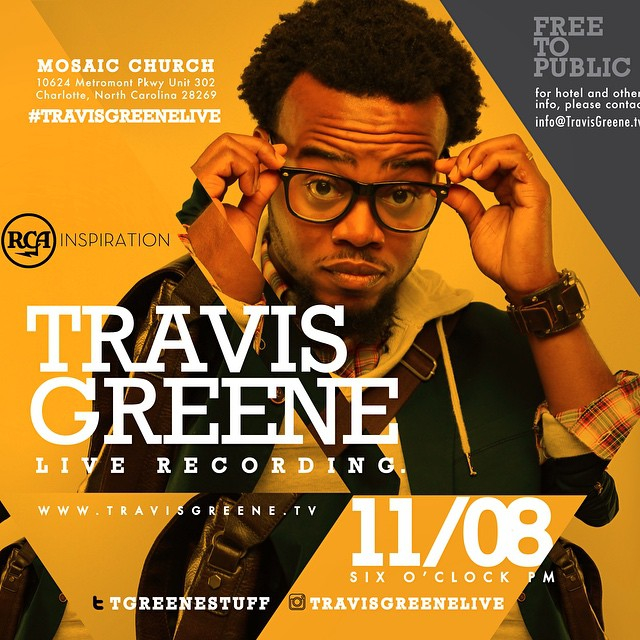 MOSAIC CHURCH
10624 Metromont Pkwy Unit 302
Charlotte, North Carolina 28269
#TRAVISGREENELIVE
FREE
TO
PUBLIC
for hotel and other
info, please contac
info@TravisGreene.tv
RCA INSPIRATION
TRAVIS
GREENE
LIVE RECORDING.
WWW.TRAVISGREENE.TV
11/08
SIX O'CLOCK PM
TGREENESTUFF TRAVISGREENELIVE